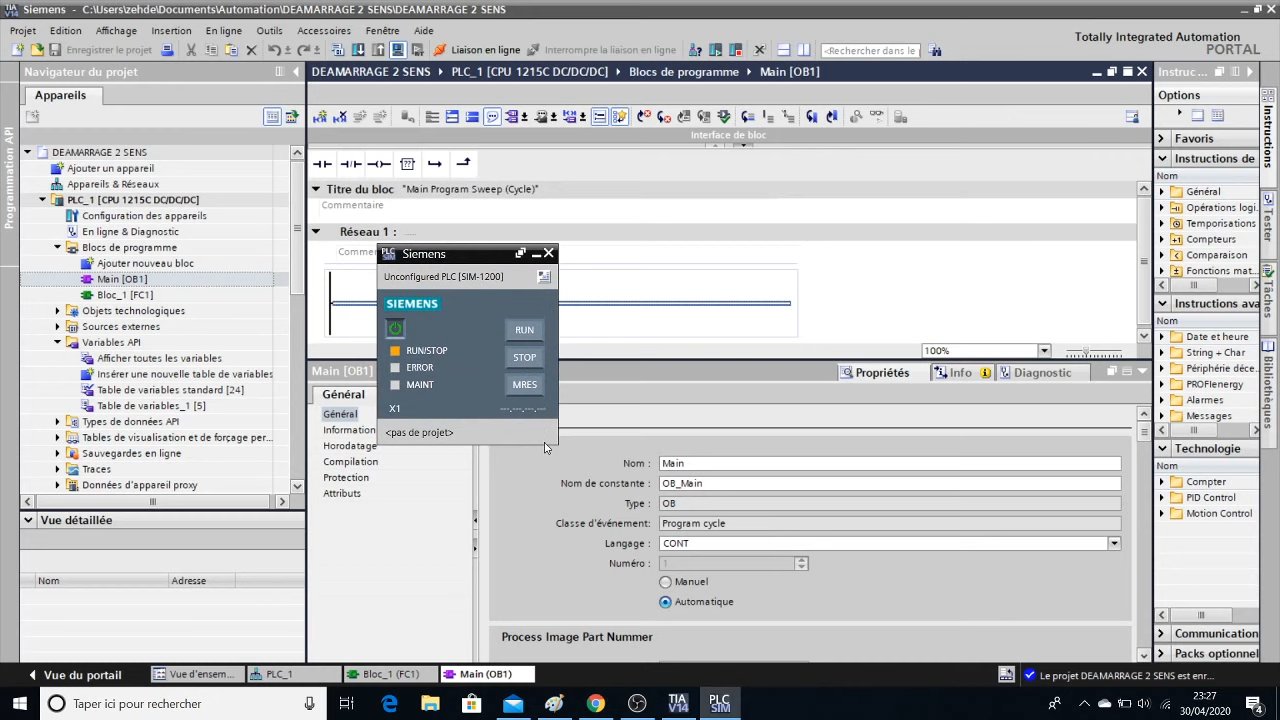 TIA V14
Siemens - C:\Users\zehde\Documents\Automation\DEAMARRAGE 2 SENS\DEAMARRAGE 2 SENS
Projet Edition Affichage Insertion En ligne Outils Accessoires Fenêtre Aide
Totally Integrated Automation
PORTAL
Enregistrer le projet
Liaison en ligne
Interrompre la liaison en ligne
<Rechercher dans le
Navigateur du projet
DEAMARRAGE 2 SENS PLC_1 [CPU 1215C DC/DC/DC] Blocs de programme Main [OB1]
Instruc...
Appareils
Options
Interface de bloc
Programmation API
DEAMARRAGE 2 SENS
Ajouter un appareil
Appareils & Réseaux
PLC_1 [CPU 1215C DC/DC/DC]
Configuration des appareils
En ligne & Diagnostic
Blocs de programme
Ajouter nouveau bloc
Main [OB1]
Bloc_1 [FC1]
Objets technologiques
Sources externes
Variables API
Afficher toutes les variables
Insérer une nouvelle table de variables
Table de variables standard [24]
Table de variables_1 [5]
Types de données API
Tables de visualisation et de forçage per...
Sauvegardes en ligne
Traces
Données d'appareil proxy
Vue détaillée
Nom Adresse
??
Titre du bloc "Main Program Sweep (Cycle)"
Commentaire
Réseau 1 :
Comme
100%
PLC SIM Siemens
Unconfigured PLC [SIM-1200]
SIEMENS
RUN
RUN/STOP
STOP
ERROR
MAINT
MRES
X1 ---.---.---.---
<pas de projet>
Main [OB1]
Propriétés Info Diagnostic
Général
Général
Information
Horodatage
Compilation
Protection
Attributs
Nom : Main
Nom de constante : OB_Main
Type : OB
Classe d'événement: Program cycle
Langage : CONT
Numéro : 1
Manuel
Automatique
Process Image Part Nummer
Favoris
Instructions de
Nom
Général
Opérations logi...
Temporisations
Compteurs
Comparaison
Fonctions mat...
Instructions ava
Nom
Date et heure
String + Char
Périphérie déce...
PROFIenergy
Alarmes
Messages
Technologie
Nom
Compter
PID Control
Motion Control
Communication
Packs optionnel
Instructions
Tester
Tâches
Bibliothèques
Vue du portail
Vue d'ensem...
PLC_1
Bloc_1 (FC1)
Main (OB1)
Le projet DEAMARRAGE 2 SENS est enr...
Taper ici pour rechercher
TIA V14
PLC SIM
23:27
30/04/2020
4